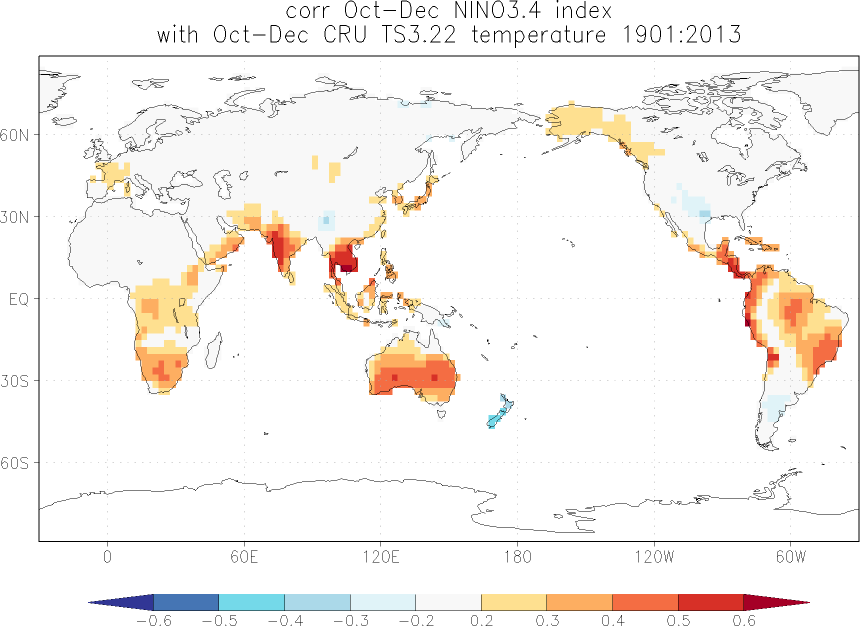 corr Oct-Dec NINO3.4 index
with Oct-Dec CRU TS3.22 temperature 1901:2013
60N
30N
EQ
30S
60S
0 60E 120E 180 120W 60W
-0.6 -0.5 -0.4 -0.3 -0.2 0.2 0.3 0.4 0.5 0.6